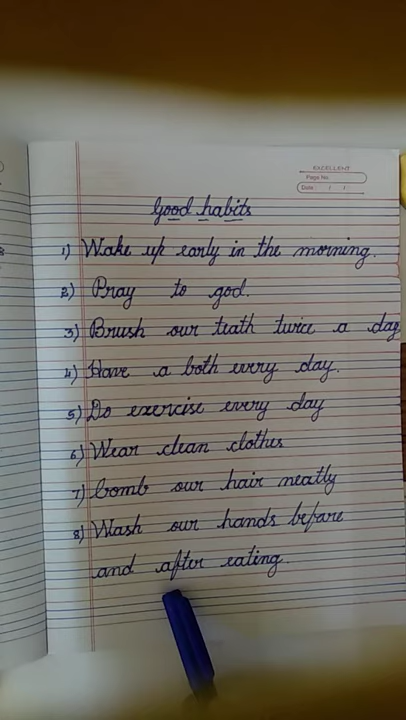 EXCELLENT
Page No.
Date : / /
Good habits
1) Wake up early in the morning.
2) Pray to god.
3) Brush our teath twice a day
4) Have a both every day.
5) Do exercise every day
6) Wear clean clothes
7) Comb our hair neatly
8) Wash our hands before
and after eating.